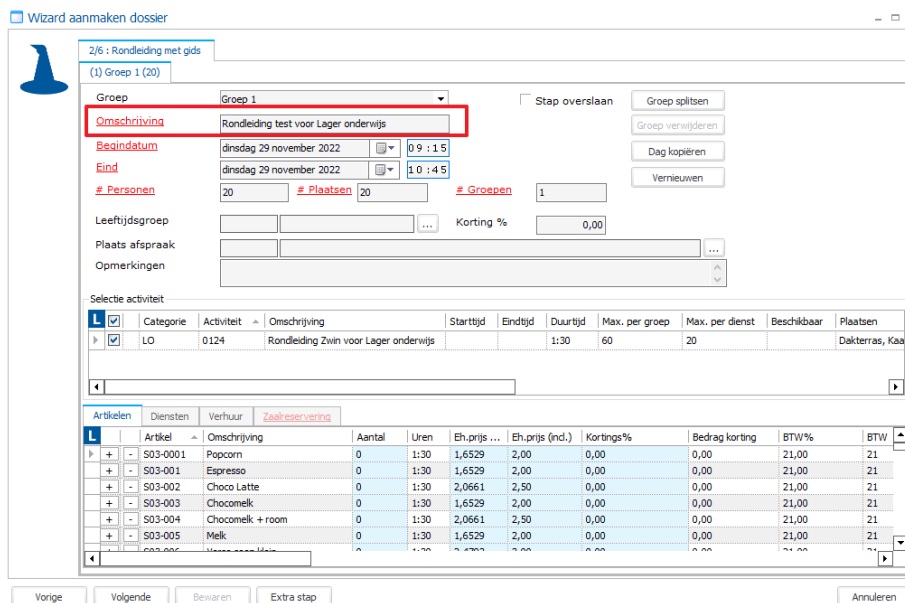 Wizard aanmaken dossier
2/6 : Rondleiding met gids
(1) Groep 1 (20)
Groep Groep 1 Stap overslaan Groep splitsen
Omschrijving Rondleiding test voor Lager onderwijs Groep verwijderen
Begindatum dinsdag 29 november 2022 09:15 Dag kopiëren
Eind dinsdag 29 november 2022 10:45 Vernieuwen
# Personen 20 # Plaatsen 20 # Groepen 1
Leeftijdsgroep ... Korting % 0,00
Plaats afspraak ...
Opmerkingen
Selectie activiteit
L Categorie Activiteit Omschrijving Starttijd Eindtijd Duurtijd Max. per groep Max. per dienst Beschikbaar Plaatsen
LO 0124 Rondleiding Zwin voor Lager onderwijs 1:30 60 20 Dakterras, Kaa
Artikelen Diensten Verhuur Zaalreservering
L Artikel Omschrijving Aantal Uren Eh.prijs ... Eh.prijs (incl.) Kortings% Bedrag korting BTW% BTW
+ - S03-0001 Popcorn 0 1:30 1,6529 2,00 0,00 0,00 21,00 21
+ - S03-001 Espresso 0 1:30 1,6529 2,00 0,00 0,00 21,00 21
+ - S03-002 Choco Latte 0 1:30 2,0661 2,50 0,00 0,00 21,00 21
+ - S03-003 Chocomelk 0 1:30 1,6529 2,00 0,00 0,00 21,00 21
+ - S03-004 Chocomelk + room 0 1:30 2,0661 2,50 0,00 0,00 21,00 21
+ - S03-005 Melk 0 1:30 1,6529 2,00 0,00 0,00 21,00 21
Vorige Volgende Bewaren Extra stap Annuleren